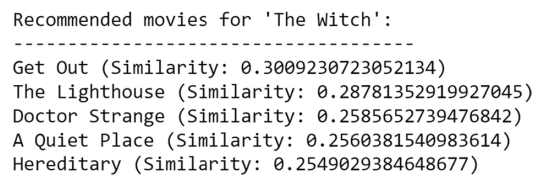 Recommended movies for 'The Witch':
-------------------------------------
Get Out (Similarity: 0.3009230723052134)
The Lighthouse (Similarity: 0.28781352919927045)
Doctor Strange (Similarity: 0.2585652739476842)
A Quiet Place (Similarity: 0.2560381540983614)
Hereditary (Similarity: 0.2549029384648677)